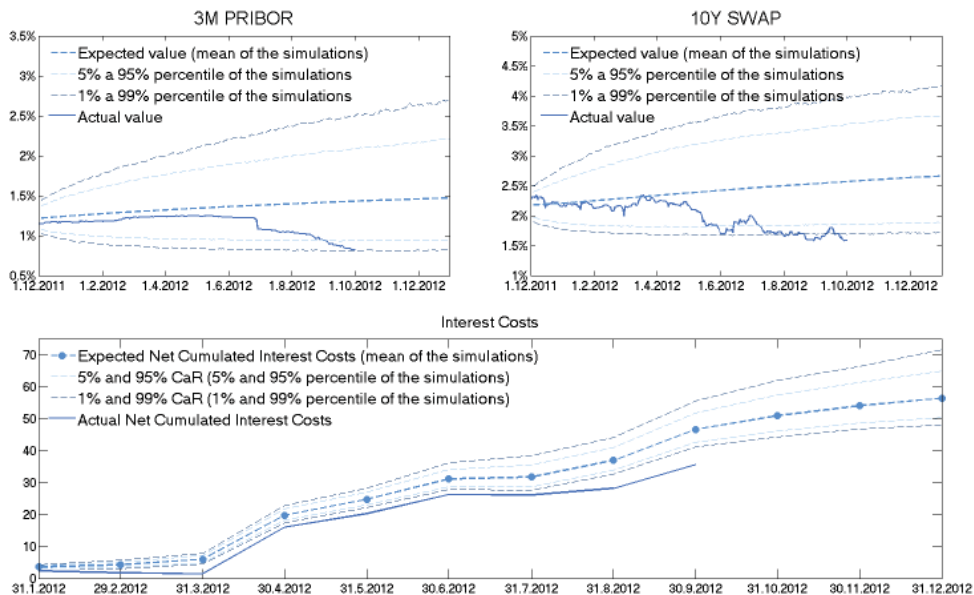 3M PRIBOR
3.5%
3%
2.5%
2%
1.5%
1%
0.5%
Expected value (mean of the simulations)
5% a 95% percentile of the simulations
1% a 99% percentile of the simulations
Actual value
1.12.2011 1.2.2012 1.4.2012 1.6.2012 1.8.2012 1.10.2012 1.12.2012
10Y SWAP
5%
4.5%
4%
3.5%
3%
2.5%
2%
1.5%
1%
Expected value (mean of the simulations)
5% a 95% percentile of the simulations
1% a 99% percentile of the simulations
Actual value
1.12.2011 1.2.2012 1.4.2012 1.6.2012 1.8.2012 1.10.2012 1.12.2012
Interest Costs
70
60
50
40
30
20
10
0
Expected Net Cumulated Interest Costs (mean of the simulations)
5% and 95% CaR (5% and 95% percentile of the simulations)
1% and 99% CaR (1% and 99% percentile of the simulations)
Actual Net Cumulated Interest Costs
31.1.2012 29.2.2012 31.3.2012 30.4.2012 31.5.2012 30.6.2012 31.7.2012 31.8.2012 30.9.2012 31.10.2012 30.11.2012 31.12.2012